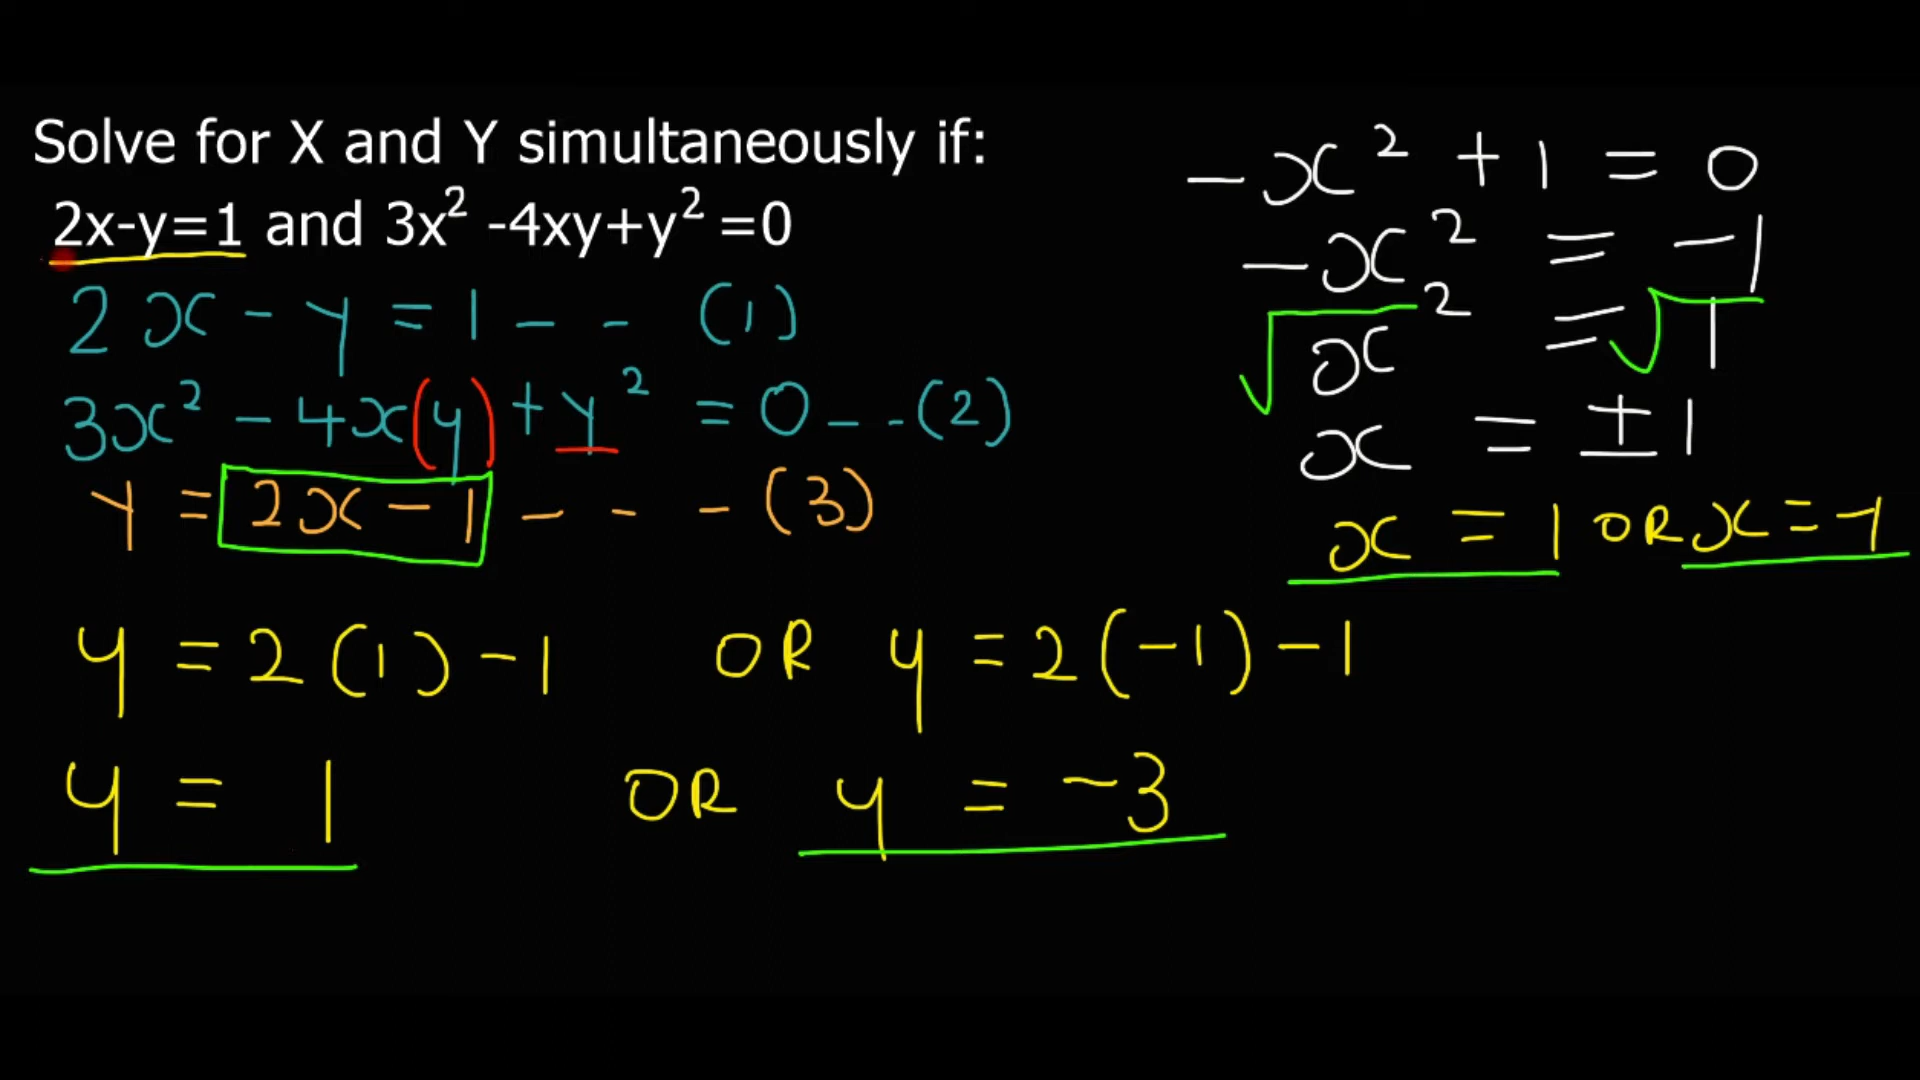 Solve for X and Y simultaneously if:
2x-y=1 and 3x² -4xy+y² =0
2x - y = 1 - - (1)
3x² - 4x(y) + y² = 0 - - (2)
y = 2x - 1 - - - (3)
-x² + 1 = 0
-x² = -1
√x² = √1
x = ±1
x = 1 OR x = -1
y = 2(1) - 1 OR y = 2(-1) - 1
y = 1 OR y = -3